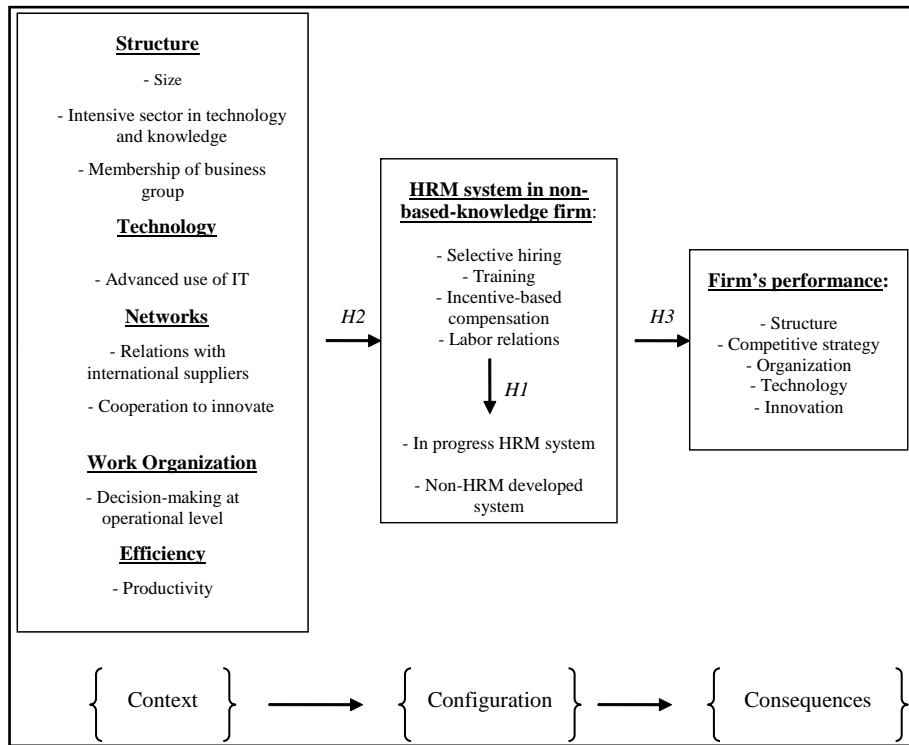 Structure
- Size
- Intensive sector in technology
and knowledge
- Membership of business
group
Technology
- Advanced use of IT
Networks
- Relations with
international suppliers
- Cooperation to innovate
Work Organization
- Decision-making at
operational level
Efficiency
- Productivity
H2
HRM system in non-
based-knowledge firm:
- Selective hiring
- Training
- Incentive-based
compensation
- Labor relations
H1
- In progress HRM system
- Non-HRM developed
system
H3
Firm's performance:
- Structure
- Competitive strategy
- Organization
- Technology
- Innovation
Context
Configuration
Consequences